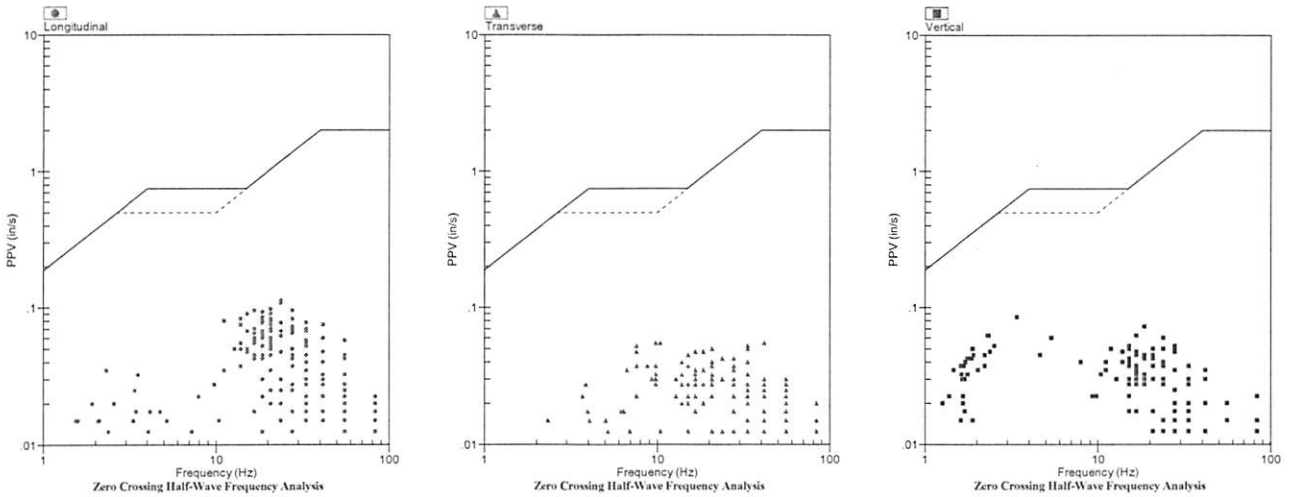 Longitudinal
10
1
.1
.01
PPV (in/s)
1 10 100
Frequency (Hz)
Zero Crossing Half-Wave Frequency Analysis
Transverse
10
1
.1
.01
PPV (in/s)
1 10 100
Frequency (Hz)
Zero Crossing Half-Wave Frequency Analysis
Vertical
10
1
.1
.01
PPV (in/s)
1 10 100
Frequency (Hz)
Zero Crossing Half-Wave Frequency Analysis